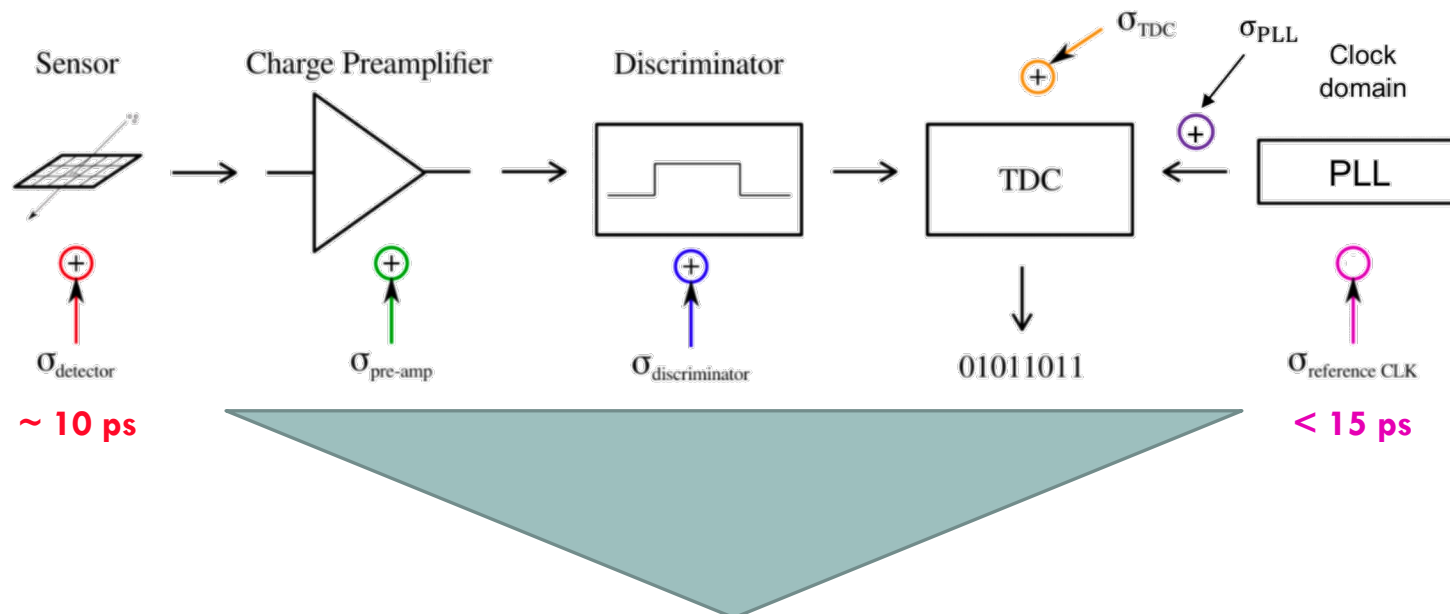 Sensor
Charge Preamplifier
Discriminator
σTDC
σPLL
Clock
domain
TDC
PLL
σdetector
σpre-amp
σdiscriminator
01011011
σreference CLK
~ 10 ps
< 15 ps